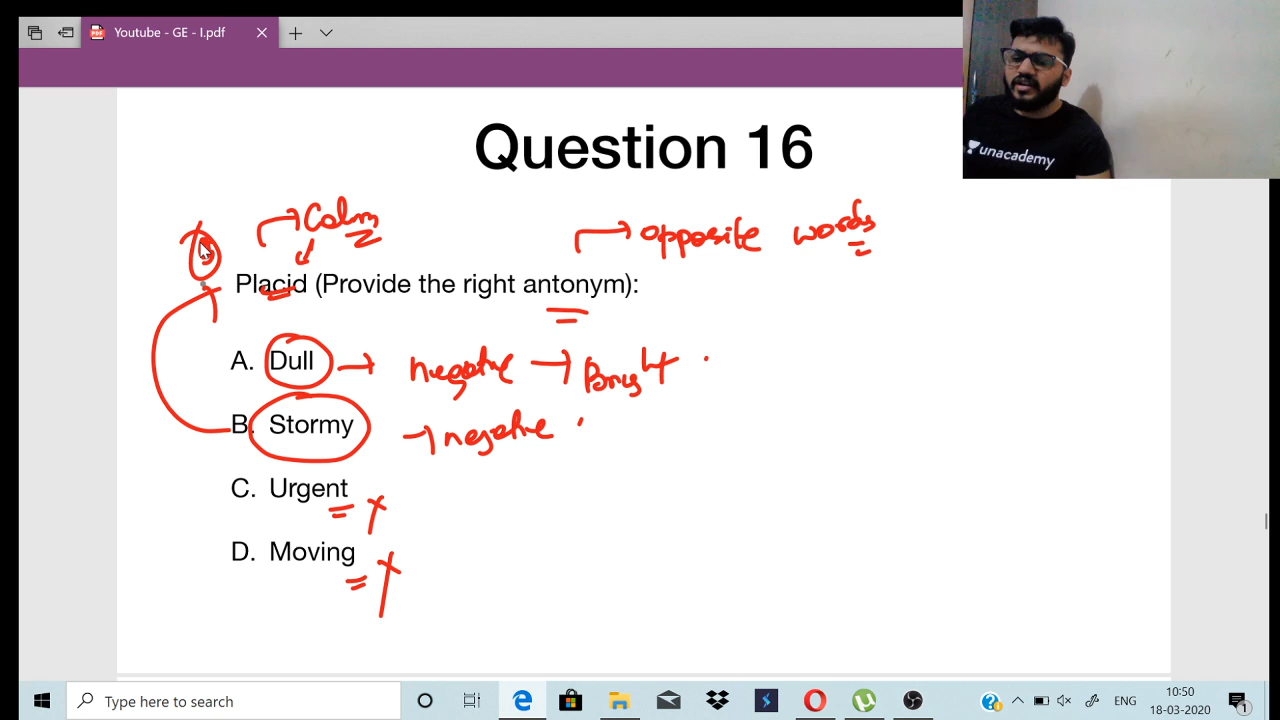 Youtube - GE - I.pdf
unacademy
Question 16
Calm
opposite words
Placid (Provide the right antonym):
A. Dull → negative → Bright
B. Stormy → negative
C. Urgent
D. Moving
Type here to search
ENG
10:50
18-03-2020
1